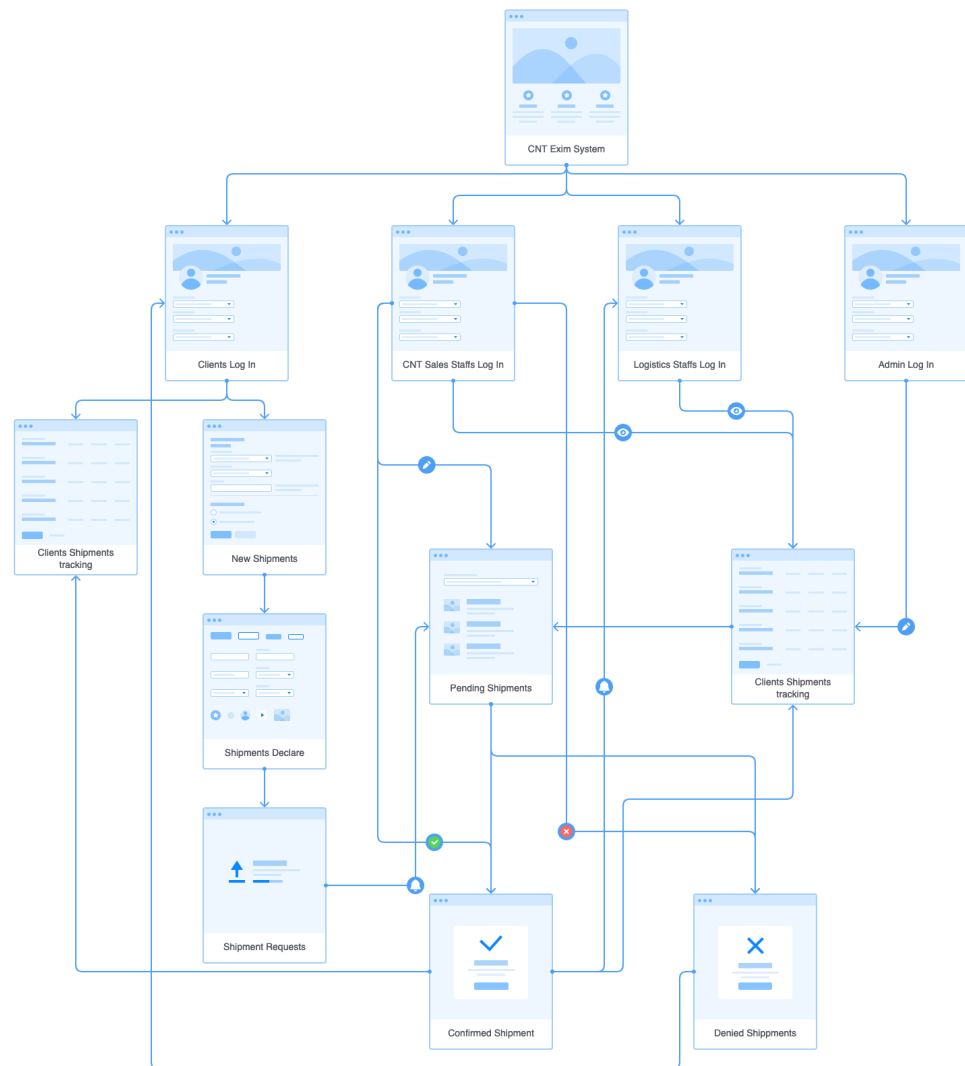 CNT Exim System
Clients Log In
CNT Sales Staffs Log In
Logistics Staffs Log In
Admin Log In
Clients Shipments
tracking
New Shipments
Pending Shipments
Clients Shipments
tracking
Shipments Declare
Shipment Requests
Confirmed Shipment
Denied Shippments